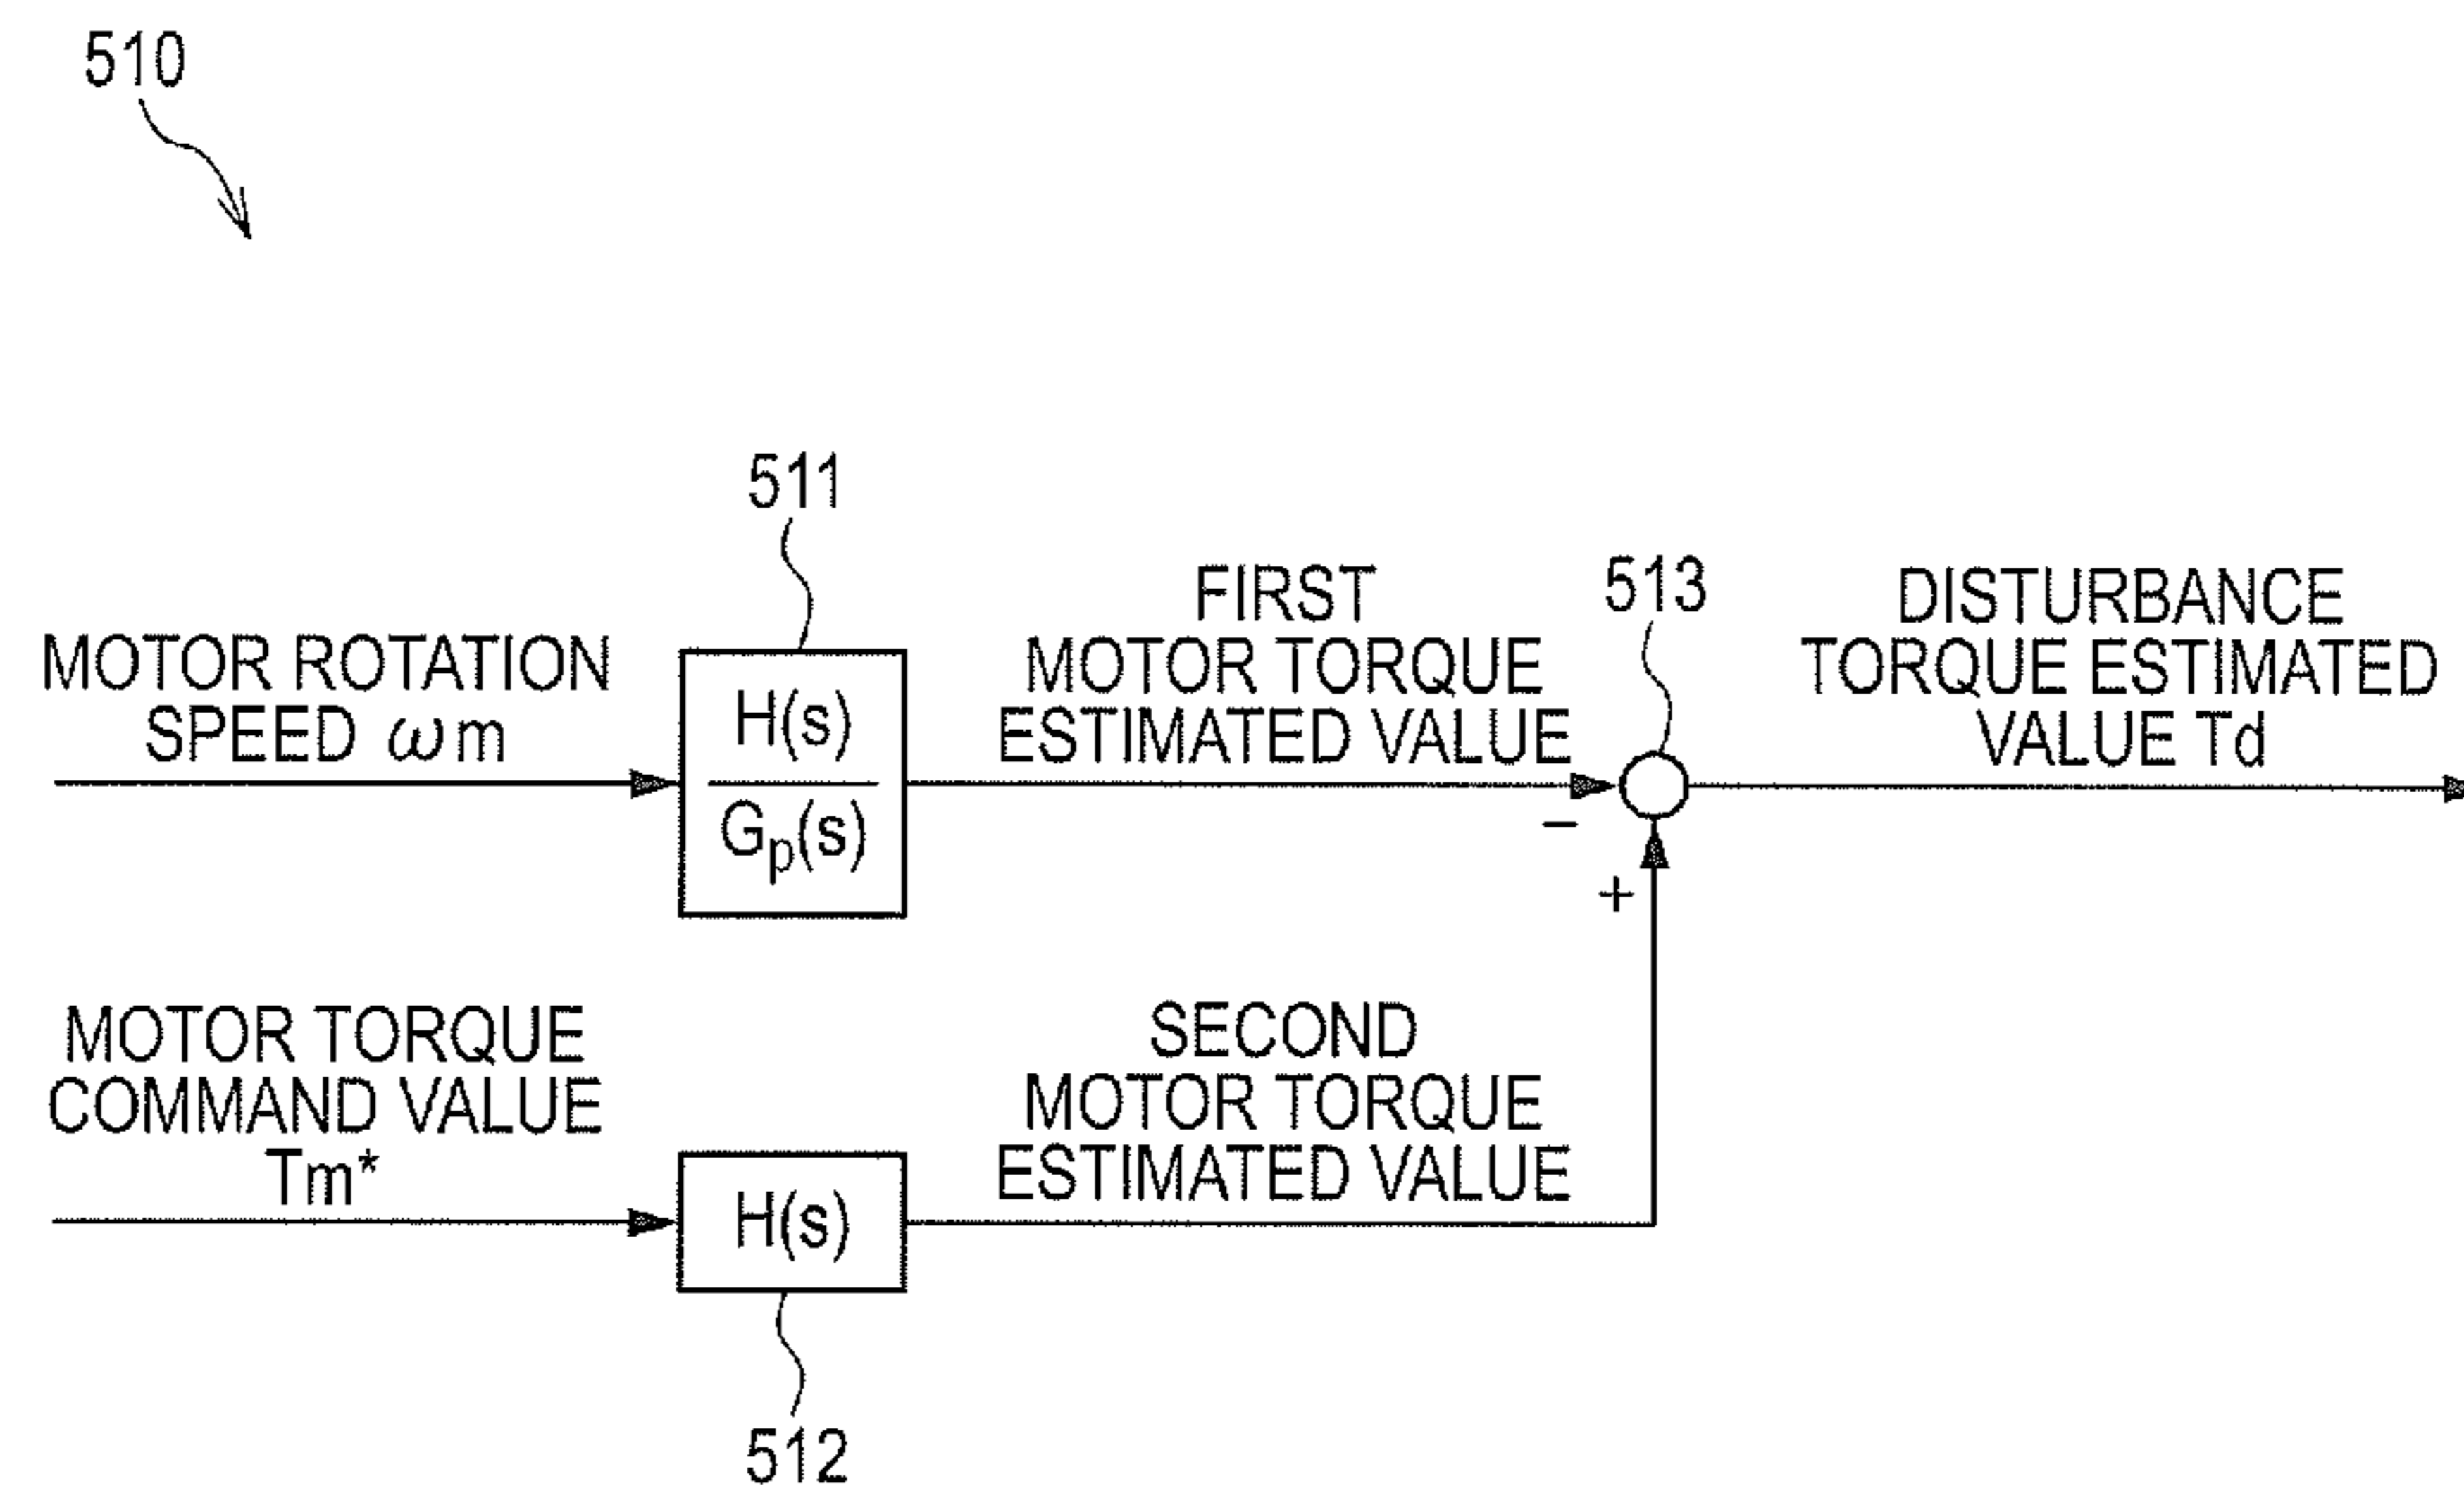 510
511
MOTOR ROTATION
SPEED ωm
H(s)
Gp(s)
FIRST
MOTOR TORQUE
ESTIMATED VALUE
513
DISTURBANCE
TORQUE ESTIMATED
VALUE Td
−
+
MOTOR TORQUE
COMMAND VALUE
Tm*
H(s)
SECOND
MOTOR TORQUE
ESTIMATED VALUE
512